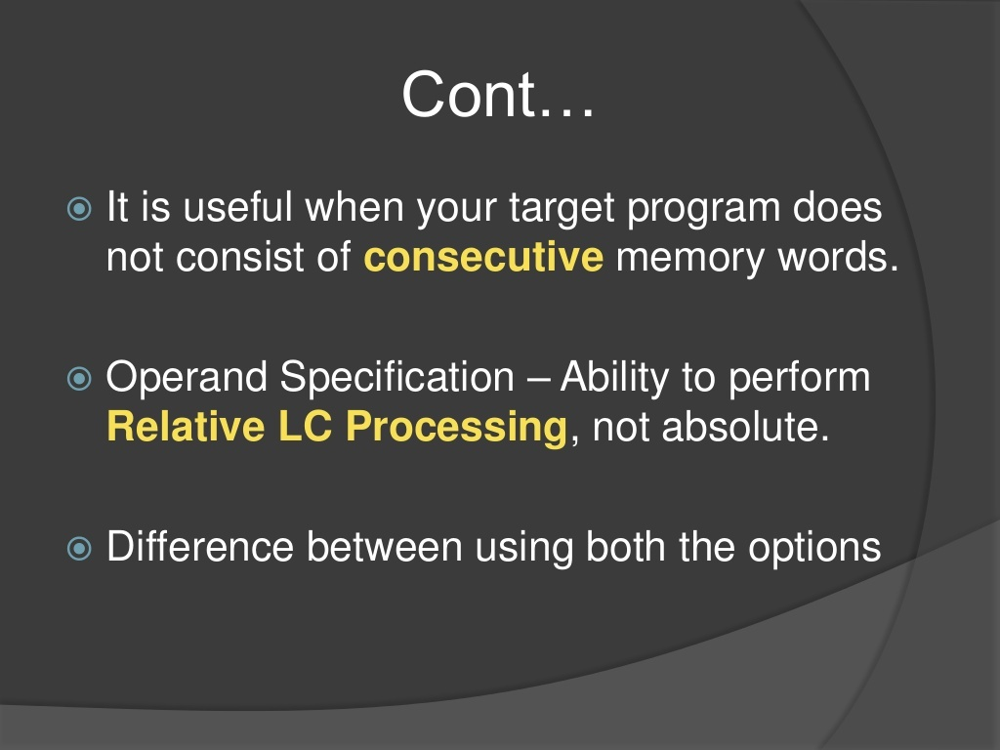 Cont…
It is useful when your target program does
not consist of consecutive memory words.
Operand Specification – Ability to perform
Relative LC Processing, not absolute.
Difference between using both the options